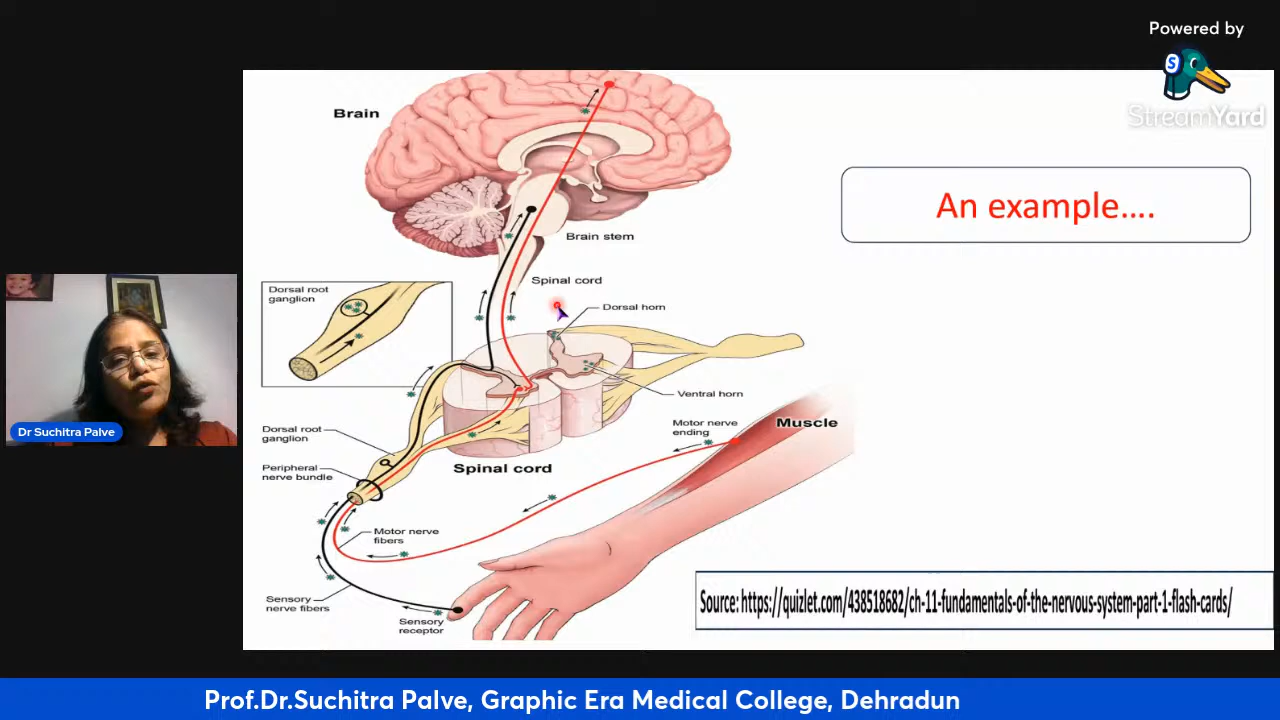 Powered by
S
StreamYard
Brain
An example....
Brain stem
Spinal cord
Dorsal root
ganglion
Dorsal horn
Ventral horn
Motor nerve
ending
Muscle
Dorsal root
ganglion
Peripheral
nerve bundle
Spinal cord
Motor nerve
fibers
Sensory
nerve fibers
Sensory
receptor
Source: https://quizlet.com/438518682/ch-11-fundamentals-of-the-nervous-system-part-1-flash-cards/
Dr Suchitra Palve
Prof.Dr.Suchitra Palve, Graphic Era Medical College, Dehradun